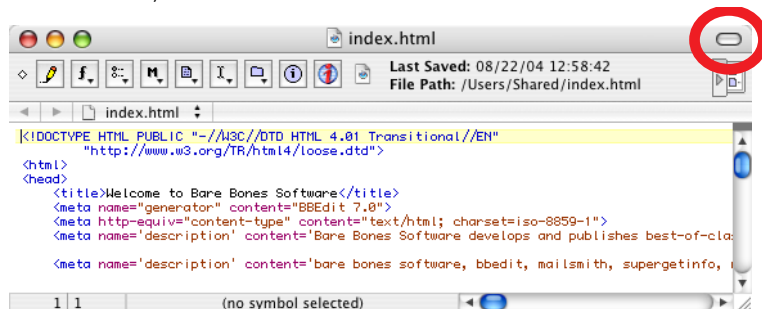 index.html
Last Saved: 08/22/04 12:58:42
File Path: /Users/Shared/index.html
index.html
<!DOCTYPE HTML PUBLIC "-//W3C//DTD HTML 4.01 Transitional//EN"
"http://www.w3.org/TR/html4/loose.dtd">
<html>
<head>
<title>Welcome to Bare Bones Software</title>
<meta name="generator" content="BBEdit 7.0">
<meta http-equiv="content-type" content="text/html; charset=iso-8859-1">
<meta name='description' content='Bare Bones Software develops and publishes best-of-cla
<meta name='description' content='bare bones software, bbedit, mailsmith, supergetinfo,
1 1 (no symbol selected)